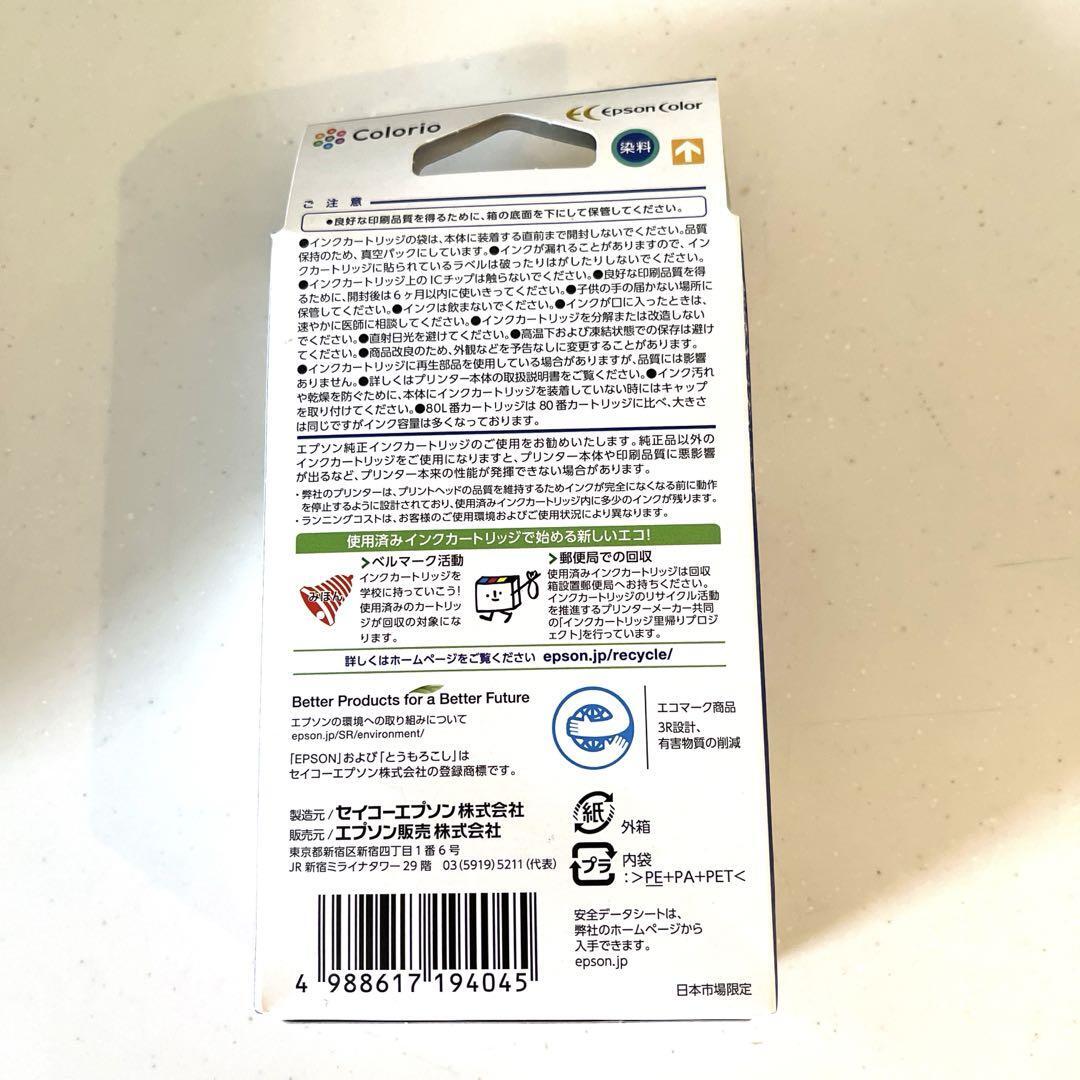 Colorio
EC EPSON COLOR
染料
ご注意
●良好な印刷品質を得るために、箱の底面を下にして保管してください。
●インクカートリッジの袋は、本体に装着する直前まで開封しないでください。品質
保持のため、真空パックにしています。●インクが漏れることがありますので、イン
クカートリッジに貼られているラベルは破ったりはがしたりしないでください。
●インクカートリッジ上のICチップは触らないでください。●良好な印刷品質を得
るために、開封後は6ヶ月以内に使いきってください。●子供の手の届かない場所に
保管してください。●インクは飲まないでください。●インクが口に入ったときは、
速やかに医師に相談してください。●インクカートリッジを分解または改造しない
でください。●直射日光を避けてください。●高温下および凍結状態での保存は避け
てください。●商品改良のため、外観などを予告なしに変更することがあります。
●インクカートリッジに再生部品を使用している場合がありますが、品質には影響
ありません。●詳しくはプリンター本体の取扱説明書をご覧ください。●インク汚れ
や乾燥を防ぐために、本体にインクカートリッジを装着していない時にはキャップ
を取り付けてください。●80L番カートリッジは80番カートリッジに比べ、大きさ
は同じですがインク容量は多くなっております。
エプソン純正インクカートリッジのご使用をお勧めいたします。純正品以外の
インクカートリッジをご使用になりますと、プリンター本体や印刷品質に悪影響
が出るなど、プリンター本来の性能が発揮できない場合があります。
・弊社のプリンターは、プリントヘッドの品質を維持するためインクが完全になくなる前に動作
を停止するように設計されており、使用済みインクカートリッジ内に多少のインクが残ります。
・ランニングコストは、お客様のご使用環境およびご使用状況により異なります。
使用済みインクカートリッジで始める新しいエコ!
ベルマーク活動
みほん
インクカートリッジを
学校に持っていこう!
使用済みのカートリッ
ジが回収の対象にな
ります。
郵便局での回収
使用済みインクカートリッジは回収
箱設置郵便局へお持ちください。
インクカートリッジのリサイクル活動
を推進するプリンターメーカー共同
の「インクカートリッジ里帰りプロジ
ェクト」を行っています。
詳しくはホームページをご覧ください epson.jp/recycle/
Better Products for a Better Future
エプソンの環境への取り組みについて
epson.jp/SR/environment/
「EPSON」および「とうもろこし」は
セイコーエプソン株式会社の登録商標です。
エコマーク商品
3R設計、
有害物質の削減
製造元/セイコーエプソン株式会社
販売元/エプソン販売株式会社
東京都新宿区新宿四丁目1番6号
JR新宿ミライナタワー29階 03(5919)5211(代表)
紙 外箱
プラ 内袋
:>PE+PA+PET<
安全データシートは、
弊社のホームページから
入手できます。
epson.jp
4 988617 194045
日本市場限定